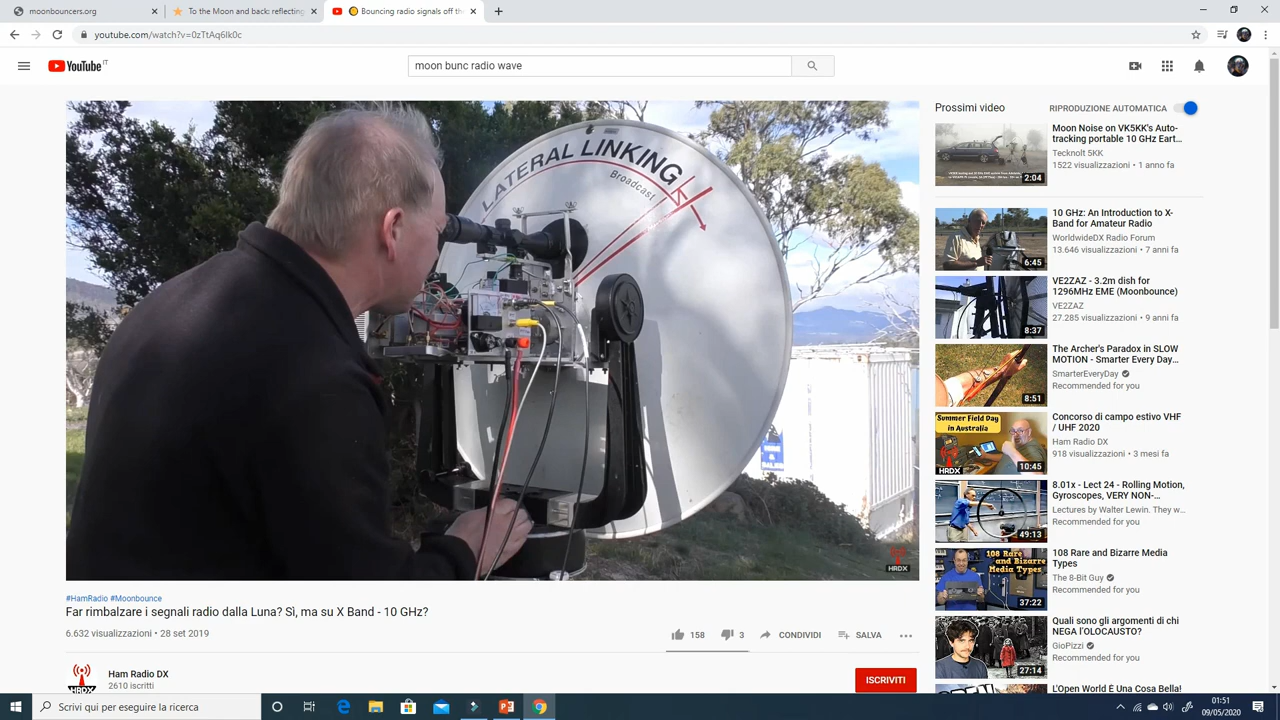 moonbouncers.org
To the Moon and back: reflecting
Bouncing radio signals off th
youtube.com/watch?v=0zTtAq6Ik0c
YouTube IT
moon bunc radio wave
LATERAL LINKING
Broadcast
HRDX
#HamRadio #Moonbounce
Far rimbalzare i segnali radio dalla Luna? Sì, ma su X Band - 10 GHz?
6.632 visualizzazioni • 28 set 2019
158
3
CONDIVIDI
SALVA
HRDX
Ham Radio DX
2610 iscritti
ISCRIVITI
Prossimi video
RIPRODUZIONE AUTOMATICA
2:04
Moon Noise on VK5KK's Auto-
tracking portable 10 GHz Eart...
Tecknolt 5KK
1522 visualizzazioni • 1 anno fa
6:45
10 GHz: An Introduction to X-
Band for Amateur Radio
WorldwideDX Radio Forum
13.646 visualizzazioni • 7 anni fa
8:37
VE2ZAZ - 3.2m dish for
1296MHz EME (Moonbounce)
VE2ZAZ
27.285 visualizzazioni • 9 anni fa
8:51
The Archer's Paradox in SLOW
MOTION - Smarter Every Day...
SmarterEveryDay
Recommended for you
Summer Field Day
in Australia
HRDX
10:45
Concorso di campo estivo VHF
/ UHF 2020
Ham Radio DX
918 visualizzazioni • 3 mesi fa
49:13
8.01x - Lect 24 - Rolling Motion,
Gyroscopes, VERY NON-...
Lectures by Walter Lewin. They w...
Recommended for you
108 Rare
and Bizarre
Media Types
37:22
108 Rare and Bizarre Media
Types
The 8-Bit Guy
Recommended for you
27:14
Quali sono gli argomenti di chi
NEGA l'OLOCAUSTO?
GioPizzi
Recommended for you
L'Open World È Una Cosa Bella!
Scrivi qui per eseguire la ricerca
01:51
09/05/2020